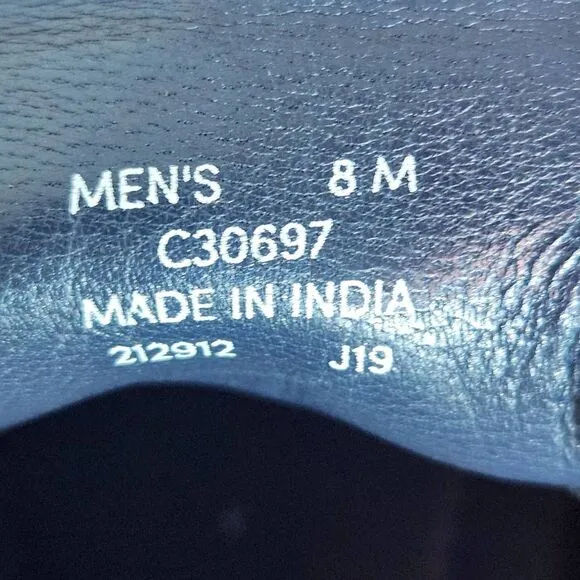 MEN'S 8 M
C30697
MADE IN INDIA
212912 J19